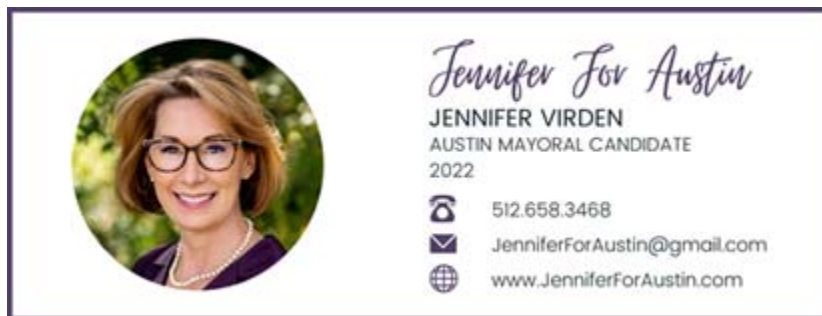 Jennifer For Austin
JENNIFER VIRDEN
AUSTIN MAYORAL CANDIDATE
2022
512.658.3468
JenniferForAustin@gmail.com
www.JenniferForAustin.com